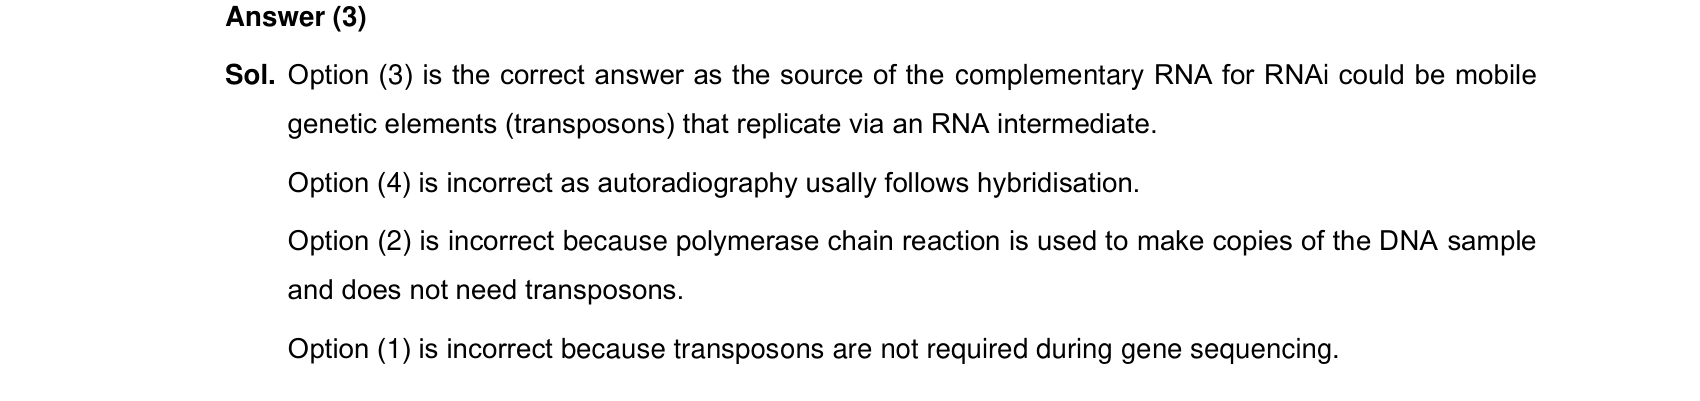 Answer (3)
Sol. Option (3) is the correct answer as the source of the complementary RNA for RNAi could be mobile
genetic elements (transposons) that replicate via an RNA intermediate.
Option (4) is incorrect as autoradiography usally follows hybridisation.
Option (2) is incorrect because polymerase chain reaction is used to make copies of the DNA sample
and does not need transposons.
Option (1) is incorrect because transposons are not required during gene sequencing.